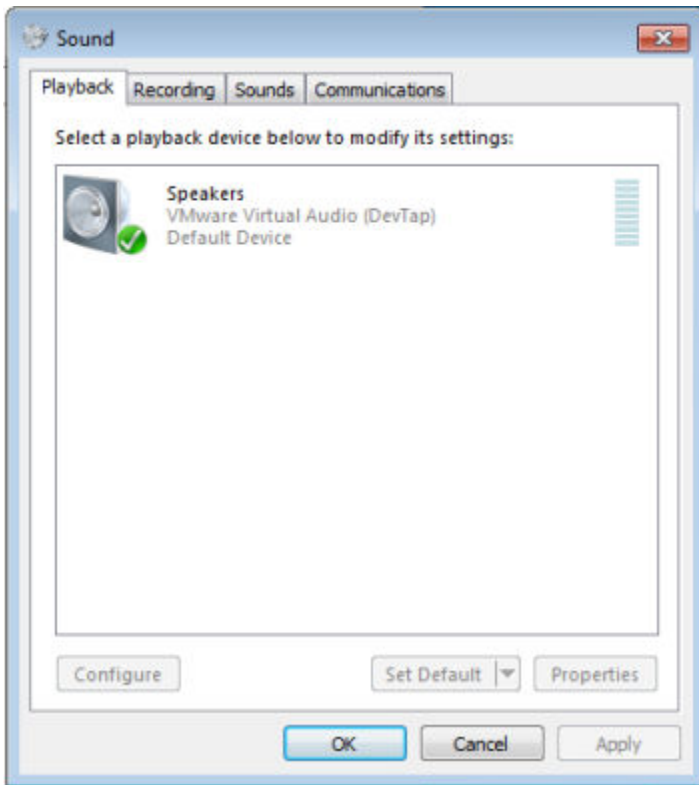 Sound
Playback Recording Sounds Communications
Select a playback device below to modify its settings:
Speakers
VMware Virtual Audio (DevTap)
Default Device
Configure Set Default Properties
OK Cancel Apply